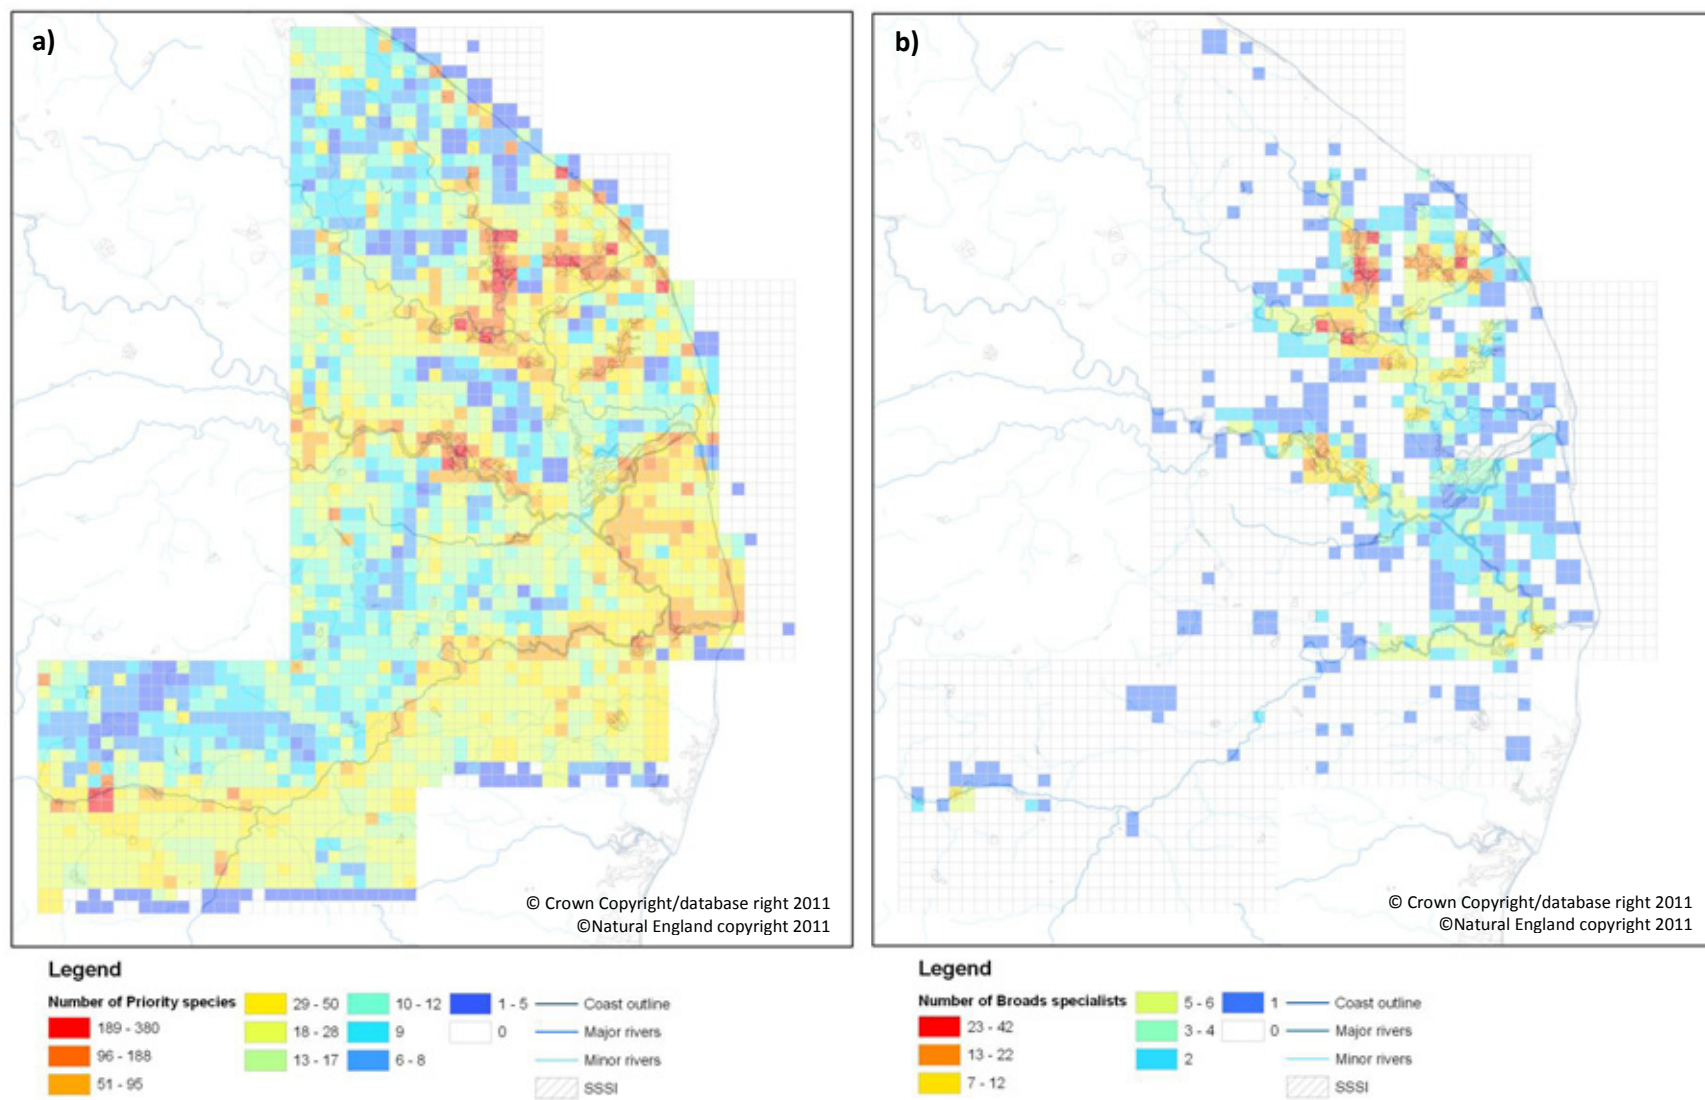 a)
© Crown Copyright/database right 2011
©Natural England copyright 2011
Legend
Number of Priority species
189 - 380
96 - 188
51 - 95
29 - 50
18 - 28
13 - 17
10 - 12
9
6 - 8
1 - 5
0
Coast outline
Major rivers
Minor rivers
SSSI
b)
© Crown Copyright/database right 2011
©Natural England copyright 2011
Legend
Number of Broads specialists
23 - 42
13 - 22
7 - 12
5 - 6
3 - 4
2
1
0
Coast outline
Major rivers
Minor rivers
SSSI